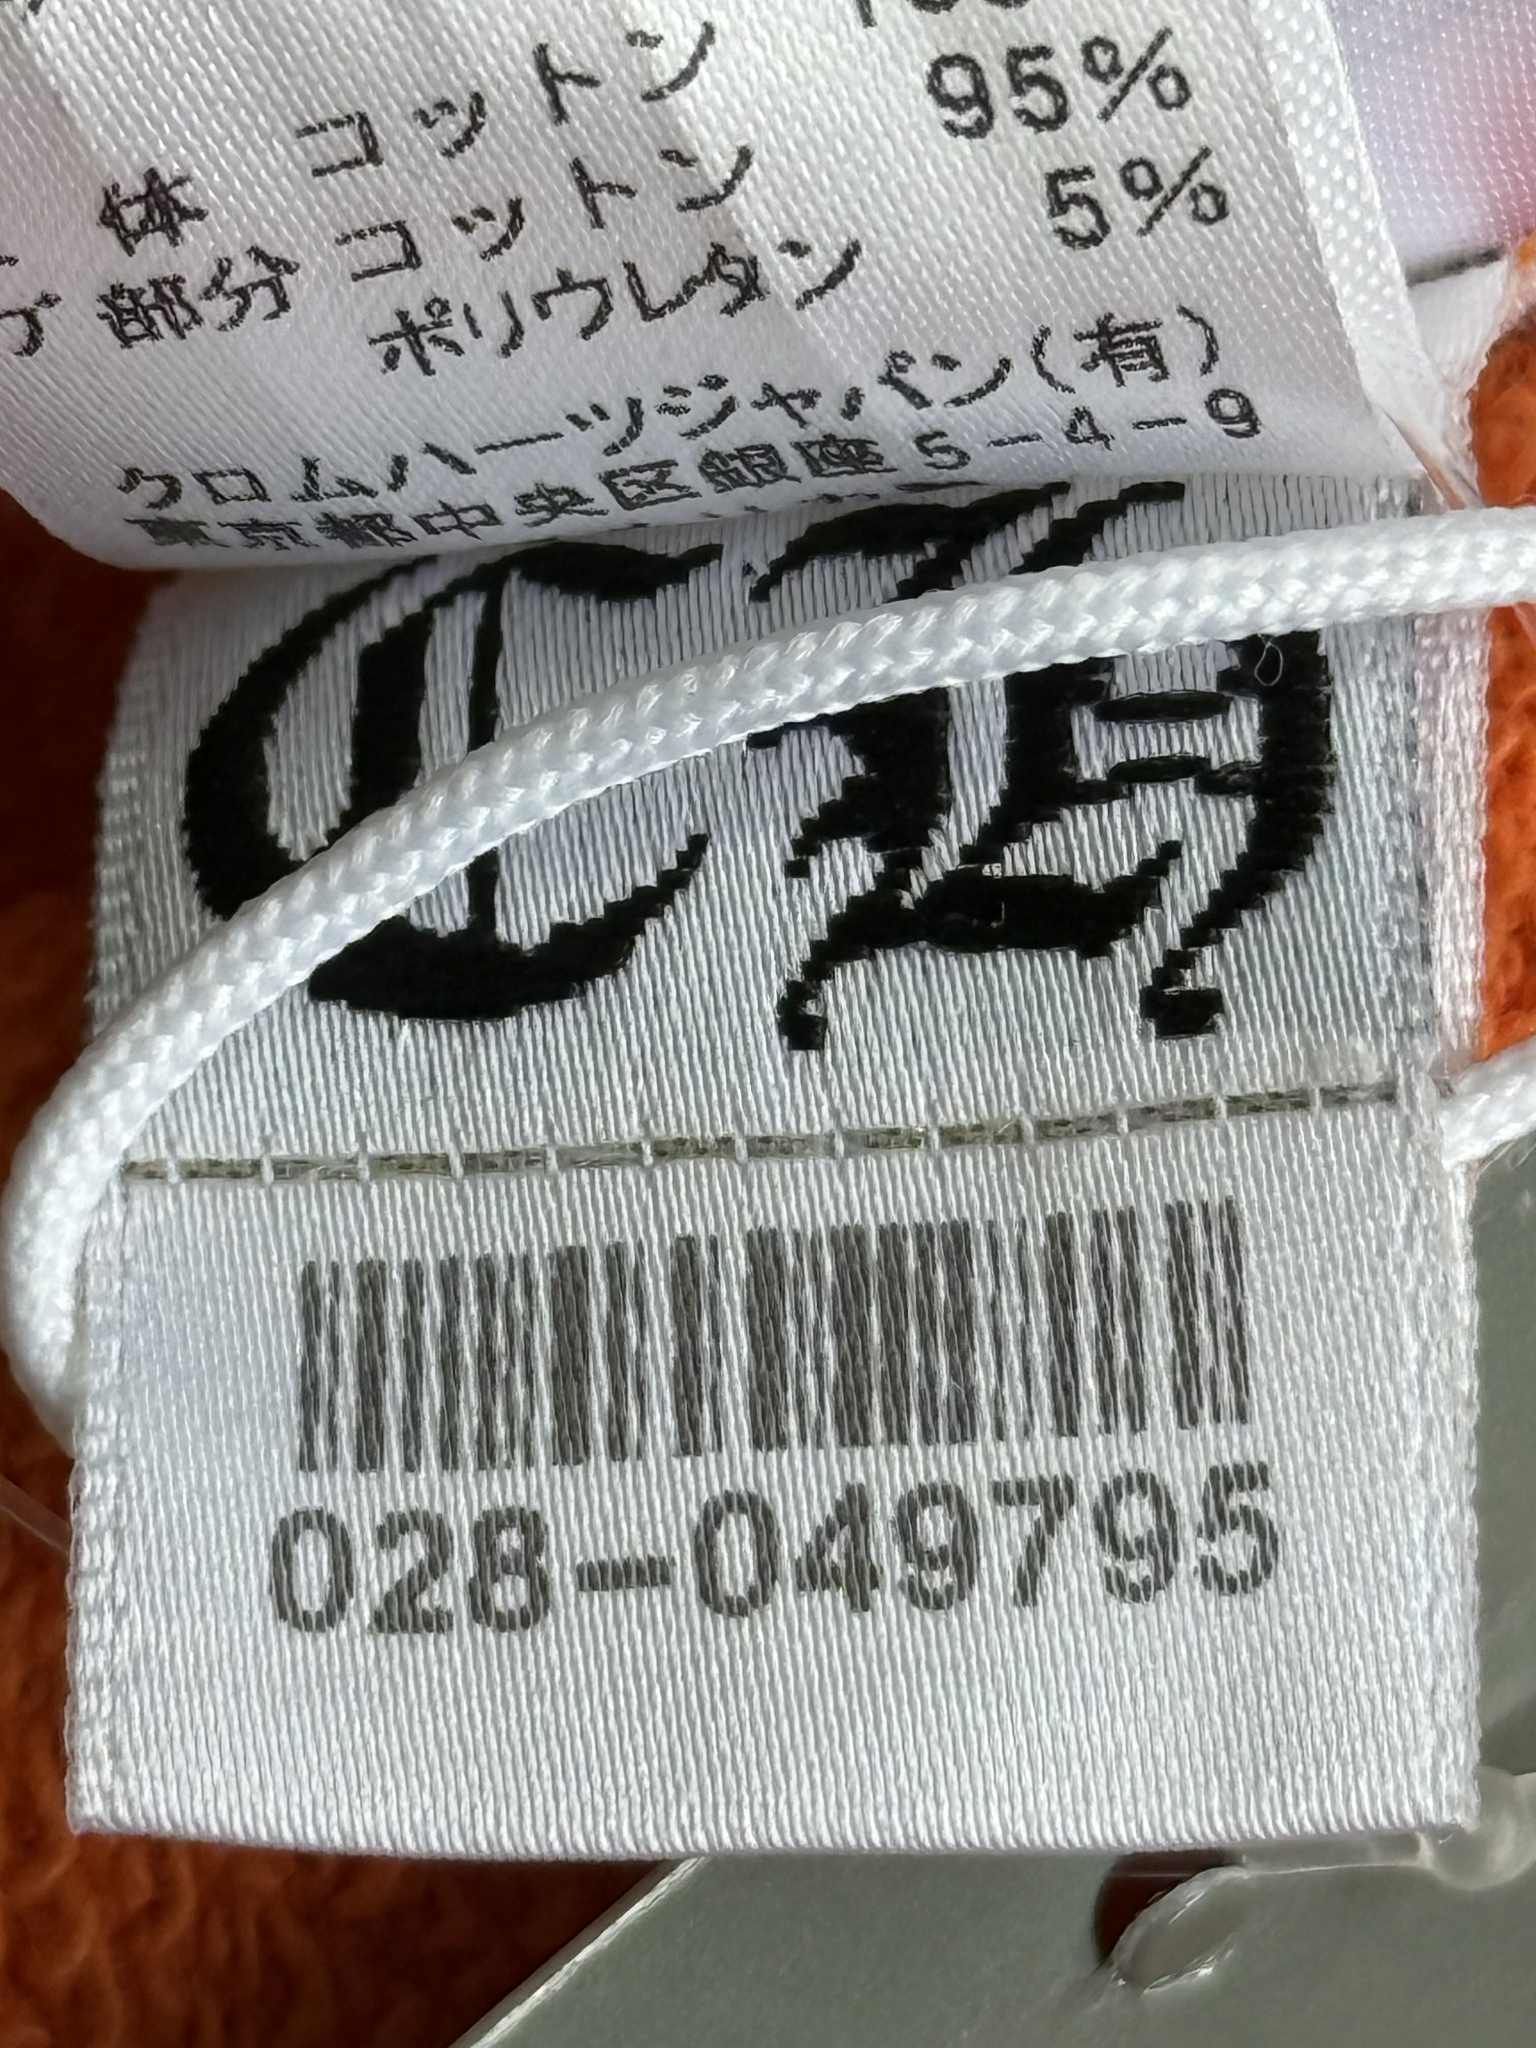 体 コットン
部分 コットン 95%
ポリウレタン 5%
クロムハーツジャパン(有)
東京都中央区銀座5-4-9
CH
028-049795